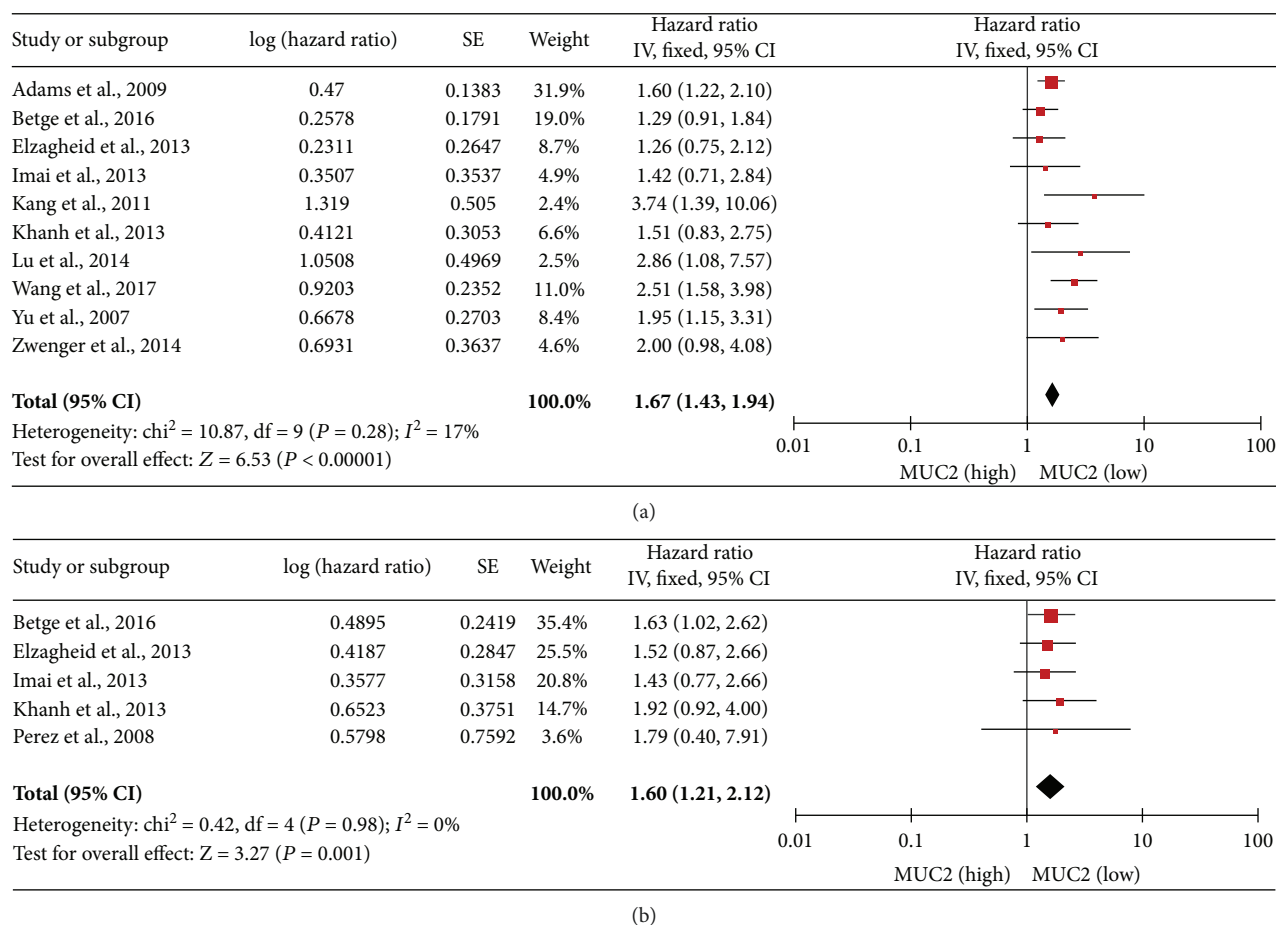 Study or subgroup log (hazard ratio) SE Weight Hazard ratio IV, fixed, 95% CI Hazard ratio IV, fixed, 95% CI
Adams et al., 2009 0.47 0.1383 31.9% 1.60 (1.22, 2.10)
Betge et al., 2016 0.2578 0.1791 19.0% 1.29 (0.91, 1.84)
Elzagheid et al., 2013 0.2311 0.2647 8.7% 1.26 (0.75, 2.12)
Imai et al., 2013 0.3507 0.3537 4.9% 1.42 (0.71, 2.84)
Kang et al., 2011 1.319 0.505 2.4% 3.74 (1.39, 10.06)
Khanh et al., 2013 0.4121 0.3053 6.6% 1.51 (0.83, 2.75)
Lu et al., 2014 1.0508 0.4969 2.5% 2.86 (1.08, 7.57)
Wang et al., 2017 0.9203 0.2352 11.0% 2.51 (1.58, 3.98)
Yu et al., 2007 0.6678 0.2703 8.4% 1.95 (1.15, 3.31)
Zwenger et al., 2014 0.6931 0.3637 4.6% 2.00 (0.98, 4.08)
Total (95% CI) 100.0% 1.67 (1.43, 1.94)
Heterogeneity: chi² = 10.87, df = 9 (P = 0.28); I² = 17%
Test for overall effect: Z = 6.53 (P < 0.00001)
0.01 0.1 1 10 100
MUC2 (high) MUC2 (low)
(a)
Study or subgroup log (hazard ratio) SE Weight Hazard ratio IV, fixed, 95% CI Hazard ratio IV, fixed, 95% CI
Betge et al., 2016 0.4895 0.2419 35.4% 1.63 (1.02, 2.62)
Elzagheid et al., 2013 0.4187 0.2847 25.5% 1.52 (0.87, 2.66)
Imai et al., 2013 0.3577 0.3158 20.8% 1.43 (0.77, 2.66)
Khanh et al., 2013 0.6523 0.3751 14.7% 1.92 (0.92, 4.00)
Perez et al., 2008 0.5798 0.7592 3.6% 1.79 (0.40, 7.91)
Total (95% CI) 100.0% 1.60 (1.21, 2.12)
Heterogeneity: chi² = 0.42, df = 4 (P = 0.98); I² = 0%
Test for overall effect: Z = 3.27 (P = 0.001)
0.01 0.1 1 10 100
MUC2 (high) MUC2 (low)
(b)